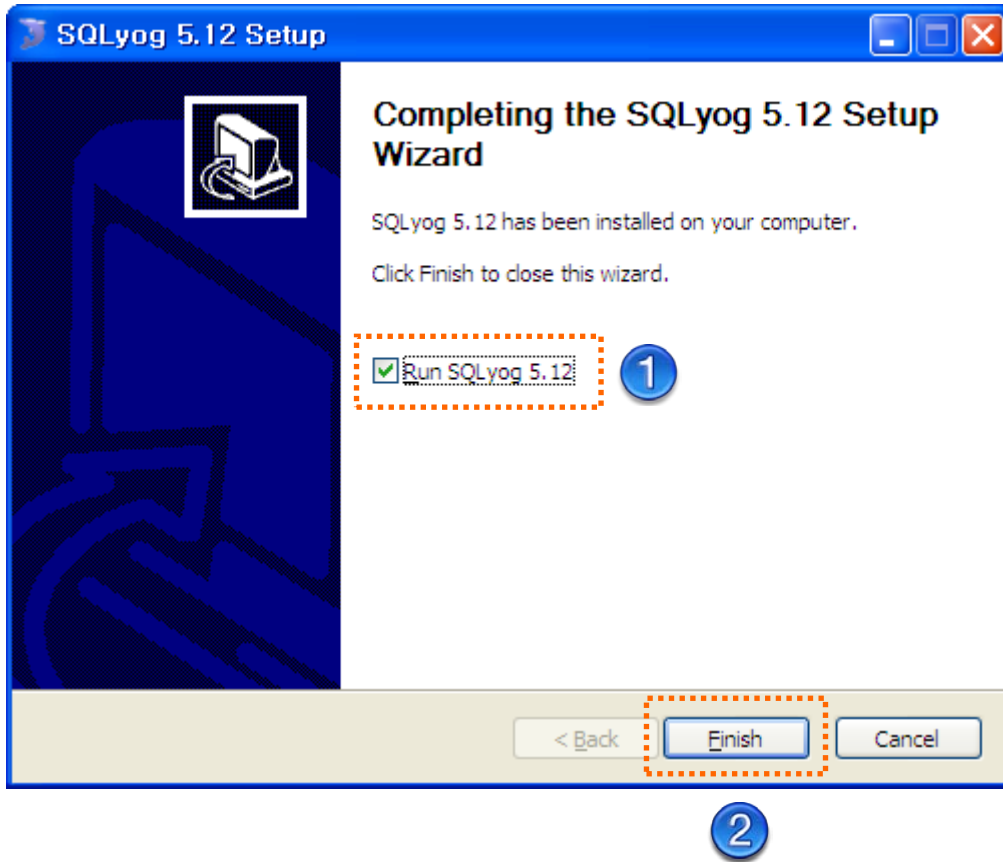 SQLyog 5.12 Setup
Completing the SQLyog 5.12 Setup
Wizard
SQLyog 5.12 has been installed on your computer.
Click Finish to close this wizard.
Run SQLyog 5.12
1
< Back
Finish
Cancel
2